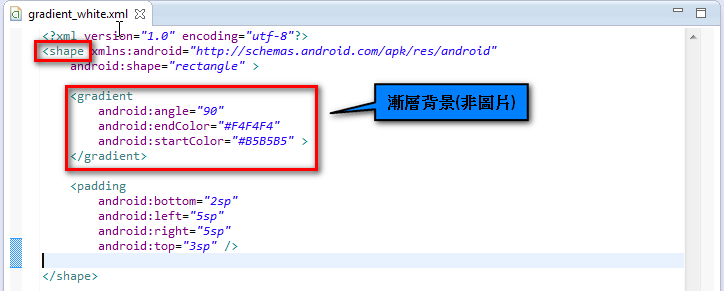 gradient_white.xml
<?xml version="1.0" encoding="utf-8"?>
<shape xmlns:android="http://schemas.android.com/apk/res/android"
android:shape="rectangle" >
<gradient
android:angle="90"
android:endColor="#F4F4F4"
android:startColor="#B5B5B5" >
</gradient>
漸層背景(非圖片)
<padding
android:bottom="2sp"
android:left="5sp"
android:right="5sp"
android:top="3sp" />
</shape>